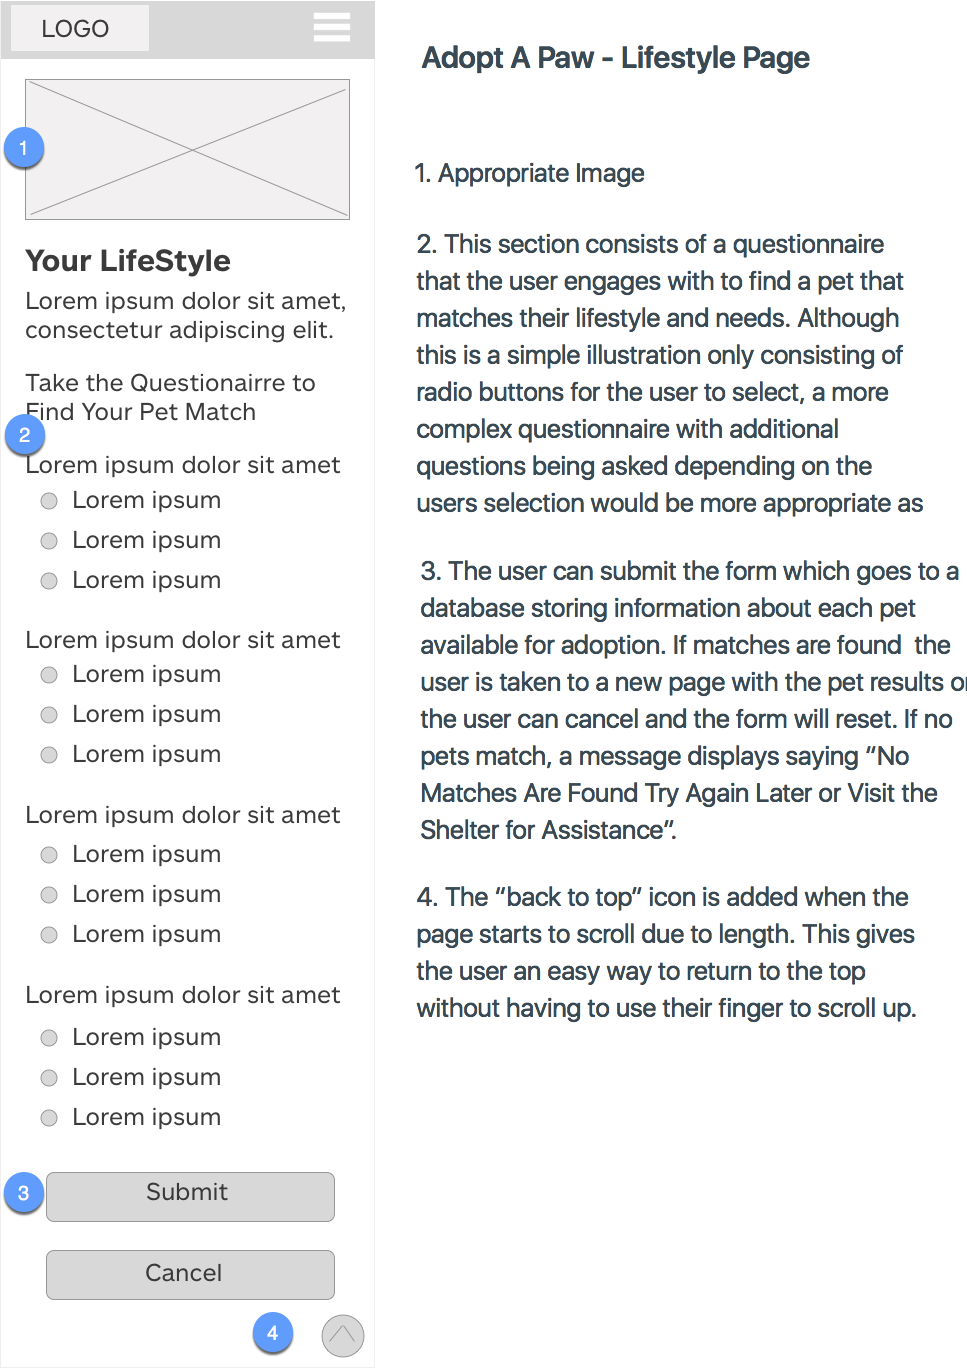 LOGO
1
Your LifeStyle
Lorem ipsum dolor sit amet,
consectetur adipiscing elit.
Take the Questionairre to
Find Your Pet Match
2
Lorem ipsum dolor sit amet
Lorem ipsum
Lorem ipsum
Lorem ipsum
Lorem ipsum dolor sit amet
Lorem ipsum
Lorem ipsum
Lorem ipsum
Lorem ipsum dolor sit amet
Lorem ipsum
Lorem ipsum
Lorem ipsum
Lorem ipsum dolor sit amet
Lorem ipsum
Lorem ipsum
Lorem ipsum
3
Submit
Cancel
4
Adopt A Paw - Lifestyle Page
1. Appropriate Image
2. This section consists of a questionnaire
that the user engages with to find a pet that
matches their lifestyle and needs. Although
this is a simple illustration only consisting of
radio buttons for the user to select, a more
complex questionnaire with additional
questions being asked depending on the
users selection would be more appropriate as
3. The user can submit the form which goes to a
database storing information about each pet
available for adoption. If matches are found  the
user is taken to a new page with the pet results or
the user can cancel and the form will reset. If no
pets match, a message displays saying “No
Matches Are Found Try Again Later or Visit the
Shelter for Assistance”.
4. The “back to top” icon is added when the
page starts to scroll due to length. This gives
the user an easy way to return to the top
without having to use their finger to scroll up.